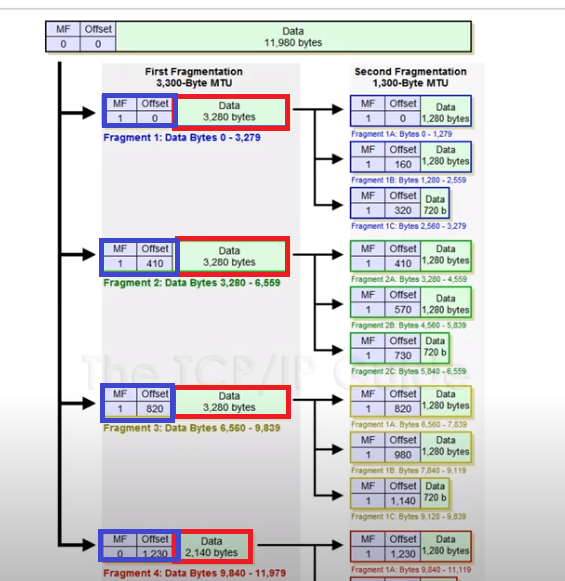 MF Offset Data
0 0 11,980 bytes
First Fragmentation
3,300-Byte MTU
Second Fragmentation
1,300-Byte MTU
MF Offset Data
1 0 3,280 bytes
Fragment 1: Data Bytes 0 - 3,279
MF Offset Data
1 0 1,280 bytes
Fragment 1A: Bytes 0 - 1,279
MF Offset Data
1 160 1,280 bytes
Fragment 1B: Bytes 1,280 - 2,559
MF Offset Data
1 320 720 b
Fragment 1C: Bytes 2,560 - 3,279
MF Offset Data
1 410 3,280 bytes
Fragment 2: Data Bytes 3,280 - 6,559
MF Offset Data
1 410 1,280 bytes
Fragment 2A: Bytes 3,280 - 4,559
MF Offset Data
1 570 1,280 bytes
Fragment 2B: Bytes 4,560 - 5,839
MF Offset Data
1 730 720 b
Fragment 2C: Bytes 5,840 - 6,559
The TCP/IP Guide
MF Offset Data
1 820 3,280 bytes
Fragment 3: Data Bytes 6,560 - 9,839
MF Offset Data
1 820 1,280 bytes
Fragment 1A: Bytes 6,560 - 7,839
MF Offset Data
1 980 1,280 bytes
Fragment 1B: Bytes 7,840 - 9,119
MF Offset Data
1 1,140 720 b
Fragment 1C: Bytes 9,120 - 9,839
MF Offset Data
0 1,230 2,140 bytes
Fragment 4: Data Bytes 9,840 - 11,979
MF Offset Data
1 1,230 1,280 bytes
Fragment 1A: Bytes 9,840 - 11,119